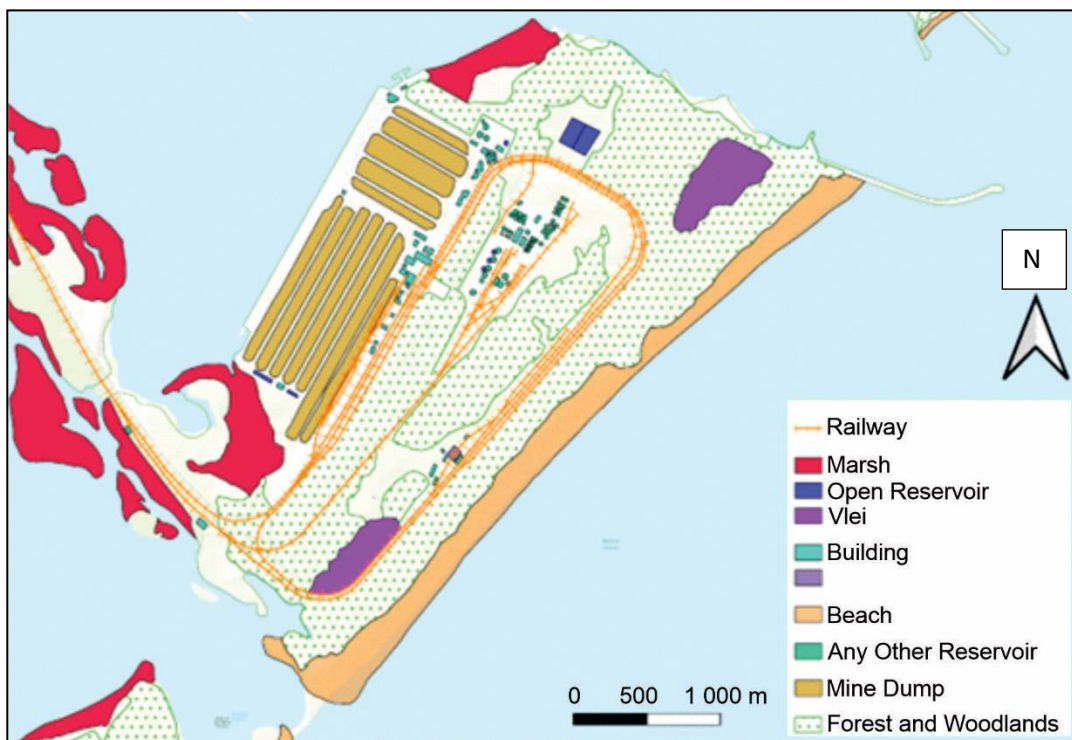 N
Railway
Marsh
Open Reservoir
Vlei
Building
Beach
Any Other Reservoir
Mine Dump
Forest and Woodlands
0 500 1 000 m